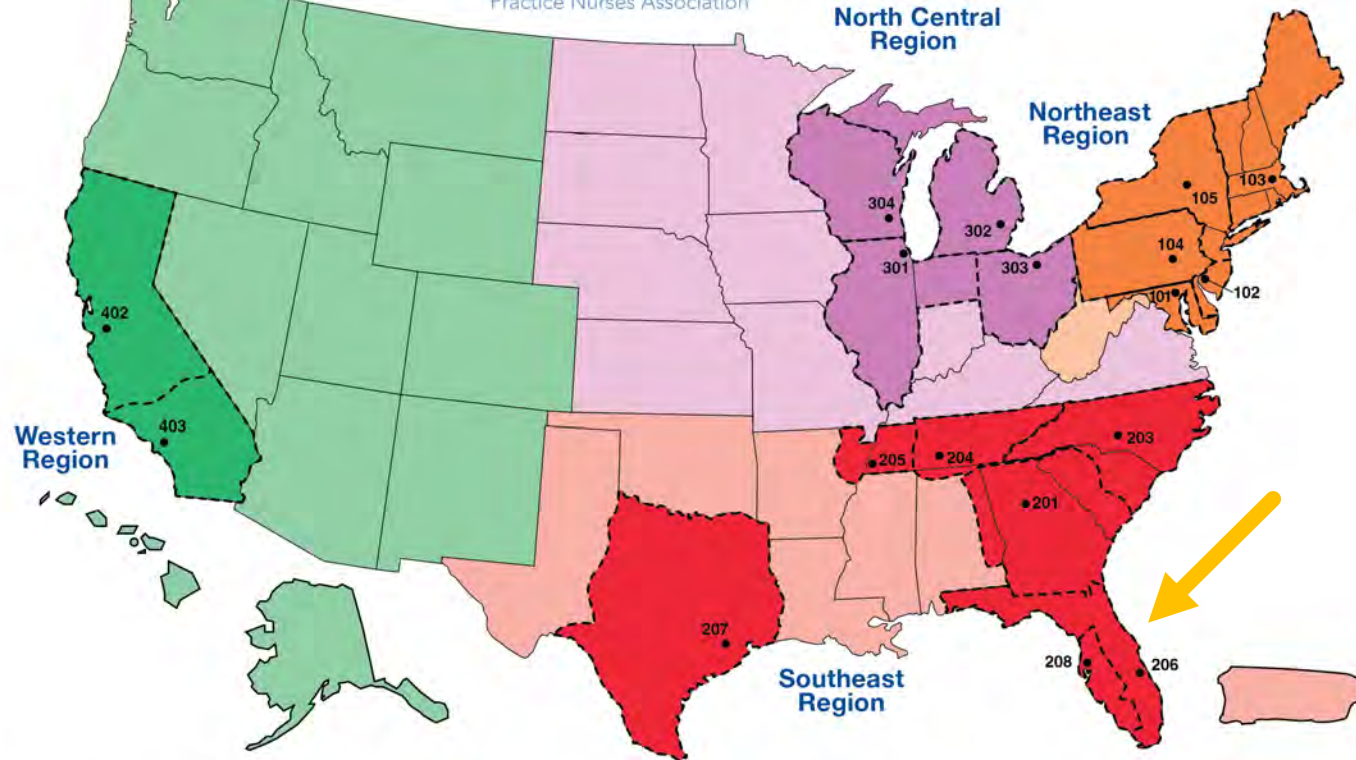 Practice Nurses Association
North Central
Region
Northeast
Region
103
105
304
302
104
301
303
101
102
402
Western
Region
403
203
205
204
201
207
208
206
Southeast
Region